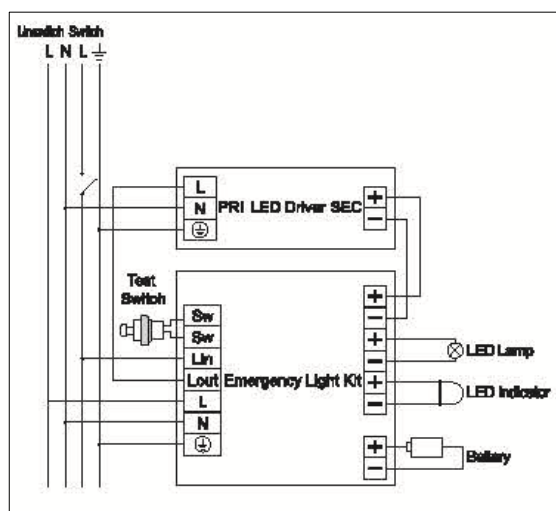 Unswitch Switch
L N L
L
N
PRI LED Driver SEC
+
−
Test
Switch
Sw
Sw
Lin
Lout
L
N
Emergency Light Kit
+
−
+
−
+
−
+
−
LED Lamp
LED Indicator
Battery